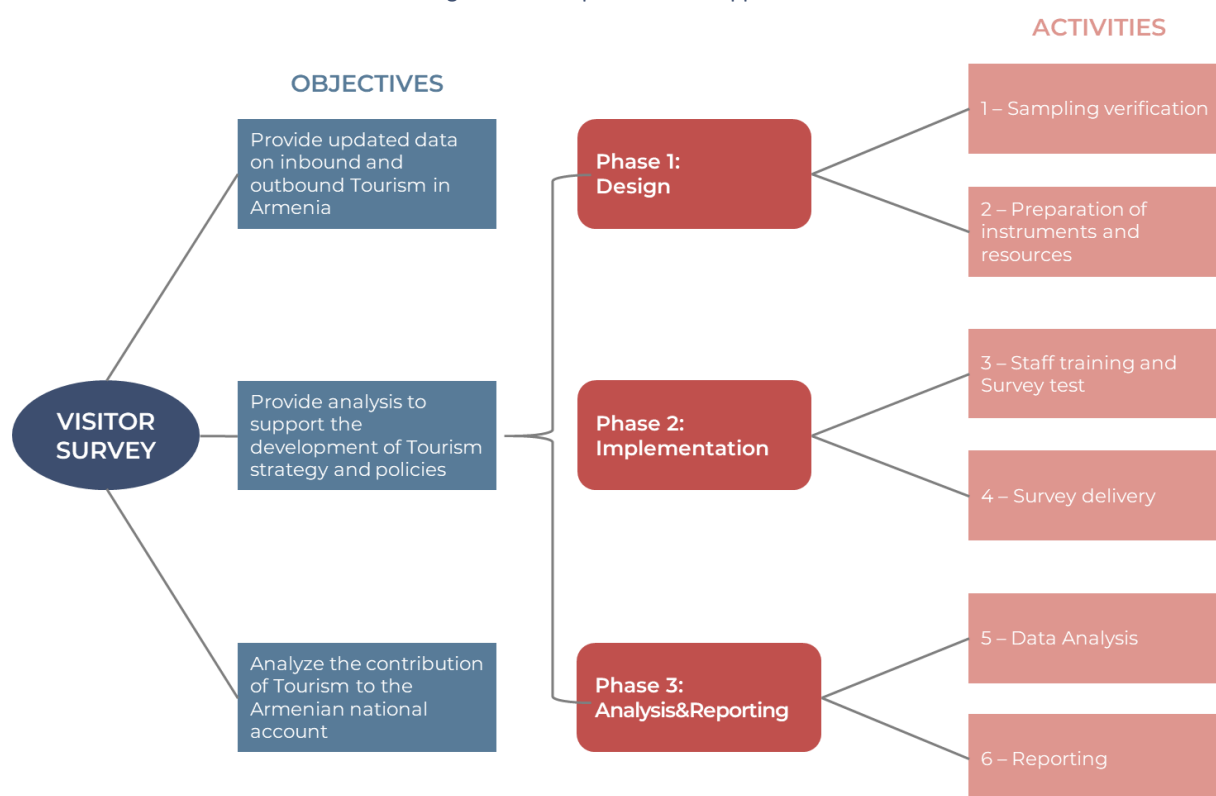 ACTIVITIES
OBJECTIVES
VISITOR
SURVEY
Provide updated data
on inbound and
outbound Tourism in
Armenia
Provide analysis to
support the
development of Tourism
strategy and policies
Analyze the contribution
of Tourism to the
Armenian national
account
Phase 1:
Design
Phase 2:
Implementation
Phase 3:
Analysis&Reporting
1 – Sampling verification
2 – Preparation of
instruments and
resources
3 – Staff training and
Survey test
4 – Survey delivery
5 – Data Analysis
6 – Reporting